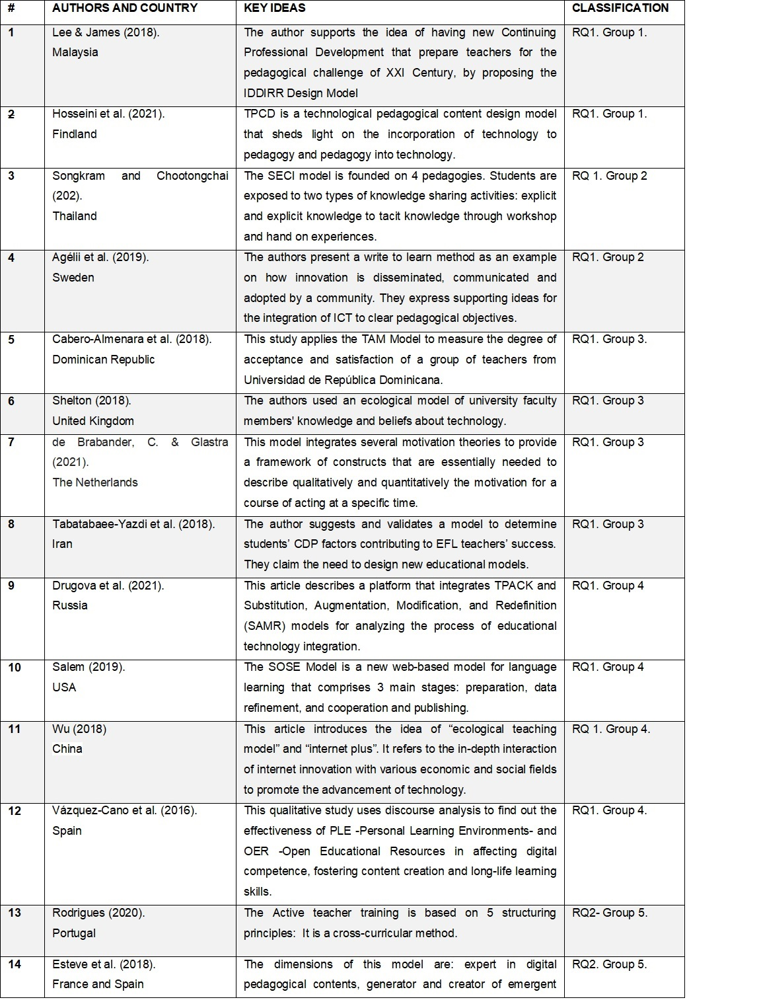 # AUTHORS AND COUNTRY KEY IDEAS CLASSIFICATION
1 Lee & James (2018). The author supports the idea of having new Continuing RQ1. Group 1.
Malaysia Professional Development that prepare teachers for the
pedagogical challenge of XXI Century, by proposing the
IDDIRR Design Model
2 Hosseini et al. (2021). TPCD is a technological pedagogical content design model RQ1. Group 1.
Findland that sheds light on the incorporation of technology to
pedagogy and pedagogy into technology.
3 Songkram and Chootongchai The SECI model is founded on 4 pedagogies. Students are RQ 1. Group 2
(202). exposed to two types of knowledge sharing activities: explicit
Thailand and explicit knowledge to tacit knowledge through workshop
and hand on experiences.
4 Agélii et al. (2019). The authors present a write to learn method as an example RQ1. Group 2
Sweden on how innovation is disseminated, communicated and
adopted by a community. They express supporting ideas for
the integration of ICT to clear pedagogical objectives.
5 Cabero-Almenara et al. (2018). This study applies the TAM Model to measure the degree of RQ1. Group 3.
Dominican Republic acceptance and satisfaction of a group of teachers from
Universidad de República Dominicana.
6 Shelton (2018). The authors used an ecological model of university faculty RQ1. Group 3
United Kingdom members' knowledge and beliefs about technology.
7 de Brabander, C. & Glastra This model integrates several motivation theories to provide RQ1. Group 3
(2021). a framework of constructs that are essentially needed to
The Netherlands describe qualitatively and quantitatively the motivation for a
course of acting at a specific time.
8 Tabatabaee-Yazdi et al. (2018). The author suggests and validates a model to determine RQ1. Group 3
Iran students’ CDP factors contributing to EFL teachers’ success.
They claim the need to design new educational models.
9 Drugova et al. (2021). This article describes a platform that integrates TPACK and RQ1. Group 4
Russia Substitution, Augmentation, Modification, and Redefinition
(SAMR) models for analyzing the process of educational
technology integration.
10 Salem (2019). The SOSE Model is a new web-based model for language RQ1. Group 4
USA learning that comprises 3 main stages: preparation, data
refinement, and cooperation and publishing.
11 Wu (2018) This article introduces the idea of “ecological teaching RQ 1. Group 4.
China model” and “internet plus”. It refers to the in-depth interaction
of internet innovation with various economic and social fields
to promote the advancement of technology.
12 Vázquez-Cano et al. (2016). This qualitative study uses discourse analysis to find out the RQ1. Group 4.
Spain effectiveness of PLE -Personal Learning Environments- and
OER -Open Educational Resources in affecting digital
competence, fostering content creation and long-life learning
skills.
13 Rodrigues (2020). The Active teacher training is based on 5 structuring RQ2- Group 5.
Portugal principles: It is a cross-curricular method.
14 Esteve et al. (2018). The dimensions of this model are: expert in digital RQ2. Group 5.
France and Spain pedagogical contents, generator and creator of emergent